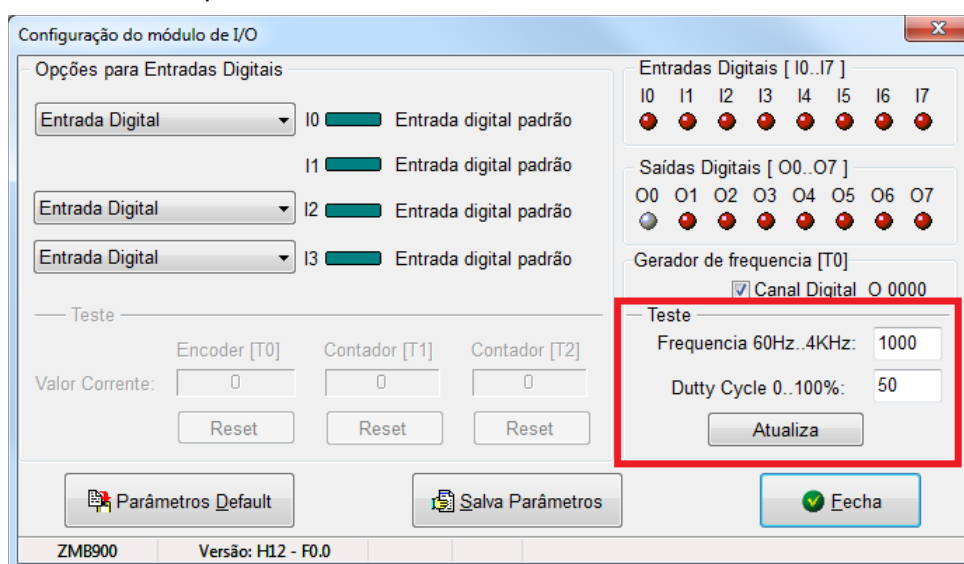 Configuração do módulo de I/O
Opções para Entradas Digitais
Entrada Digital I0 Entrada digital padrão
I1 Entrada digital padrão
Entrada Digital I2 Entrada digital padrão
Entrada Digital I3 Entrada digital padrão
Teste
Encoder [T0] Contador [T1] Contador [T2]
Valor Corrente: 0 0 0
Reset Reset Reset
Entradas Digitais [ I0..I7 ]
I0 I1 I2 I3 I4 I5 I6 I7
Saídas Digitais [ O0..O7 ]
O0 O1 O2 O3 O4 O5 O6 O7
Gerador de frequencia [T0]
Canal Digital O 0000
Teste
Frequencia 60Hz..4KHz: 1000
Dutty Cycle 0..100%: 50
Atualiza
Parâmetros Default Salva Parâmetros Fecha
ZMB900 Versão: H12 - F0.0